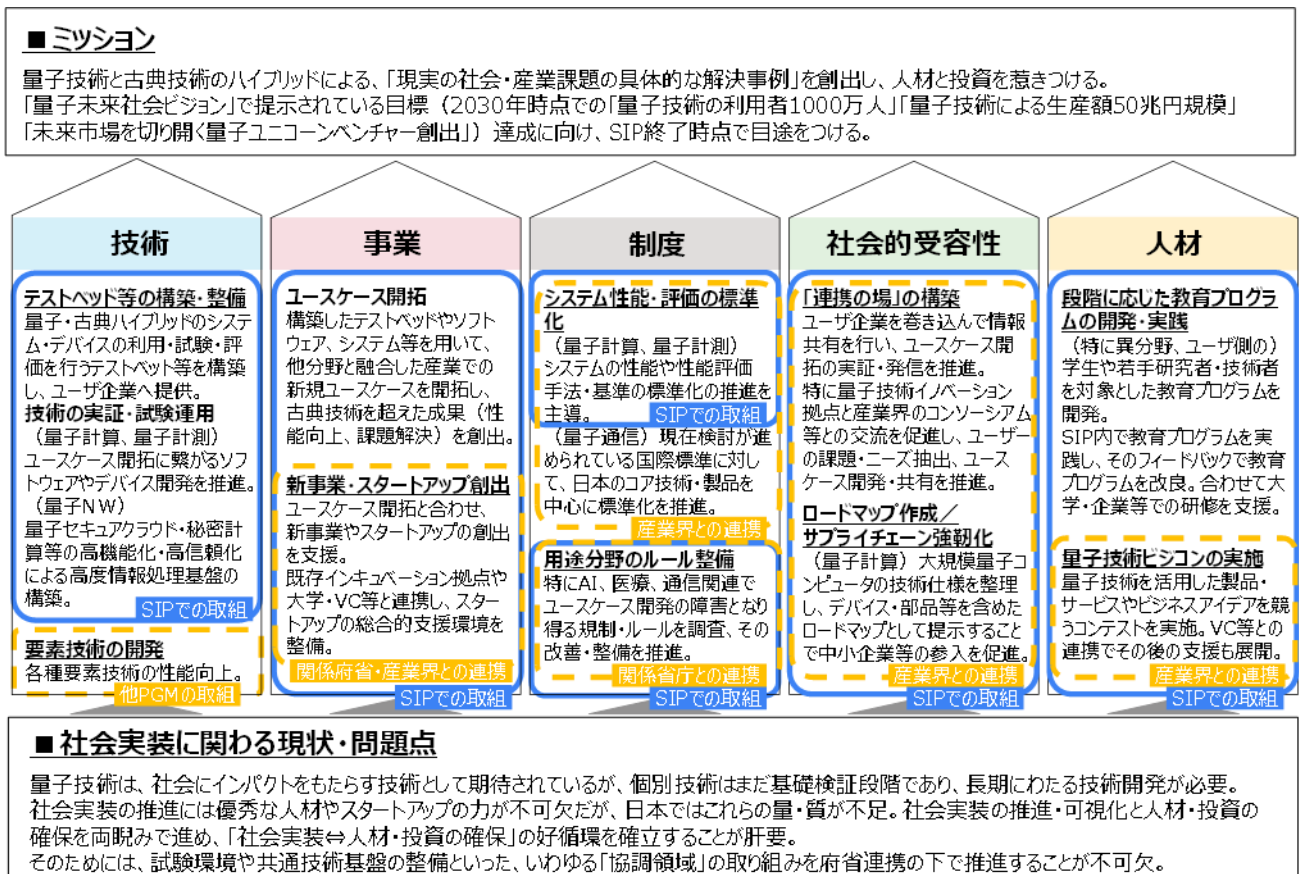 ■ミッション
量子技術と古典技術のハイブリッドによる、「現実の社会・産業課題の具体的な解決事例」を創出し、人材と投資を惹きつける。
「量子未来社会ビジョン」で提示されている目標（2030年時点での「量子技術の利用者1000万人」「量子技術による生産額50兆円規模」
「未来市場を切り開く量子ユニコーンベンチャー創出」）達成に向け、SIP終了時点で目途をつける。
技術
テストベッド等の構築・整備
量子・古典ハイブリッドのシステ
ム・デバイスの利用・試験・評
価を行うテストベット等を構築
し、ユーザ企業へ提供。
技術の実証・試験運用
（量子計算、量子計測）
ユースケース開拓に繋がるソフ
トウェアやデバイス開発を推進。
（量子NW）
量子セキュアクラウド・秘密計
算等の高機能化・高信頼化
による高度情報処理基盤の
構築。
SIPでの取組
要素技術の開発
各種要素技術の性能向上。
他PGMの取組
事業
ユースケース開拓
構築したテストベッドやソフト
ウェア、システム等を用いて、
他分野と融合した産業での
新規ユースケースを開拓し、
古典技術を超えた成果（性
能向上、課題解決）を創出。
新事業・スタートアップ創出
ユースケース開拓と合わせ、
新事業やスタートアップの創出
を支援。
既存インキュベーション拠点や
大学・VC等と連携し、スター
トアップの総合的支援環境を
整備。
関係府省・産業界との連携
SIPでの取組
制度
システム性能・評価の標準
化
（量子計算、量子計測）
システムの性能や性能評価
手法・基準の標準化の推進を
主導。
SIPでの取組
（量子通信）現在検討が進
められている国際標準に対し
て、日本のコア技術・製品を
中心に標準化を推進。
産業界との連携
用途分野のルール整備
特にAI、医療、通信関連で
ユースケース開発の障害となり
得る規制・ルールを調査、その
改善・整備を推進。
関係省庁との連携
SIPでの取組
社会的受容性
「連携の場」の構築
ユーザ企業を巻き込んで情報
共有を行い、ユースケース開
拓の実証・発信を推進。
特に量子技術イノベーション
拠点と産業界のコンソーシアム
等との交流を促進し、ユーザー
の課題・ニーズ抽出、ユース
ケース開発・共有を推進。
ロードマップ作成／
サプライチェーン強靭化
（量子計算）大規模量子コ
ンピュータの技術仕様を整理
し、デバイス・部品等を含めた
ロードマップとして提示すること
で中小企業等の参入を促進。
産業界との連携
SIPでの取組
人材
段階に応じた教育プログラ
ムの開発・実践
（特に異分野、ユーザ側の）
学生や若手研究者・技術者
を対象とした教育プログラムを
開発。
SIP内で教育プログラムを実
践し、そのフィードバックで教育
プログラムを改良。合わせて大
学・企業等での研修を支援。
量子技術ビジコンの実施
量子技術を活用した製品・
サービスやビジネスアイデアを競
うコンテストを実施。VC等との
連携でその後の支援も展開。
産業界との連携
SIPでの取組
■社会実装に関わる現状・問題点
量子技術は、社会にインパクトをもたらす技術として期待されているが、個別技術はまだ基礎検証段階であり、長期にわたる技術開発が必要。
社会実装の推進には優秀な人材やスタートアップの力が不可欠だが、日本ではこれらの量・質が不足。社会実装の推進・可視化と人材・投資の
確保を両睨みで進め、「社会実装⇔人材・投資の確保」の好循環を確立することが肝要。
そのためには、試験環境や共通技術基盤の整備といった、いわゆる「協調領域」の取り組みを府省連携の下で推進することが不可欠。